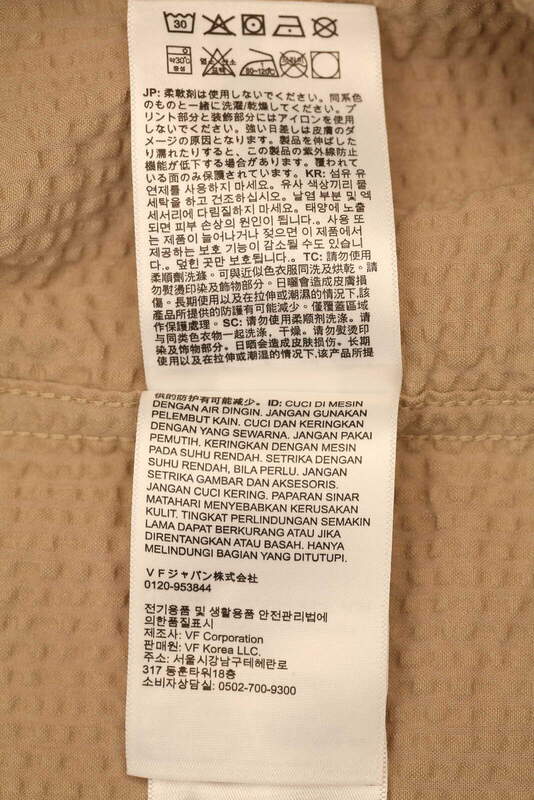 30
약30℃
중성
염소표백
80~120℃
드라이
JP: 柔軟剤は使用しないでください。同系色
のものと一緒に洗濯/乾燥してください。プ
リント部分と装飾部分にはアイロンを使用
しないでください。強い日差しは皮膚のダ
メージの原因となります。製品を伸ばした
り濡れたりすると、この製品の紫外線防止
機能が低下する場合があります。覆われて
いる面のみ保護されています。KR: 섬유 유
연제를 사용하지 마세요. 유사 색상끼리 물
세탁을 하고 건조하십시오. 날염 부분 및 액
세서리에 다림질하지 마세요. 태양에 노출
되면 피부 손상의 원인이 됩니다.. 사용 또
는 제품이 늘어나거나 젖으면 이 제품에서
제공하는 보호 기능이 감소될 수도 있습니
다.. 덮힌 곳만 보호됩니다.. TC: 請勿使用
柔順劑洗滌。可與近似色衣服同洗及烘乾。請
勿熨燙印染及飾物部分。日曬會造成皮膚損
傷。長期使用以及在拉伸或潮濕的情況下,該
產品所提供的防護有可能減少。僅覆蓋區域
作保護處理。SC: 请勿使用柔顺剂洗涤。请
与同类色衣物一起洗涤，干燥。请勿熨烫印
染及饰物部分。日晒会造成皮肤损伤。长期
使用以及在拉伸或潮湿的情况下,该产品所提
供的防护有可能减少。ID: CUCI DI MESIN
DENGAN AIR DINGIN. JANGAN GUNAKAN
PELEMBUT KAIN. CUCI DAN KERINGKAN
DENGAN YANG SEWARNA. JANGAN PAKAI
PEMUTIH. KERINGKAN DENGAN MESIN
PADA SUHU RENDAH. SETRIKA DENGAN
SUHU RENDAH, BILA PERLU. JANGAN
SETRIKA GAMBAR DAN AKSESORIS.
JANGAN CUCI KERING. PAPARAN SINAR
MATAHARI MENYEBABKAN KERUSAKAN
KULIT. TINGKAT PERLINDUNGAN SEMAKIN
LAMA DAPAT BERKURANG ATAU JIKA
DIRENTANGKAN ATAU BASAH. HANYA
MELINDUNGI BAGIAN YANG DITUTUPI.
ＶＦジャパン株式会社
0120-953844
전기용품 및 생활용품 안전관리법에
의한품질표시
제조사: VF Corporation
판매원: VF Korea LLC.
주소: 서울시강남구테헤란로
317 동훈타워18층
소비자상담실: 0502-700-9300